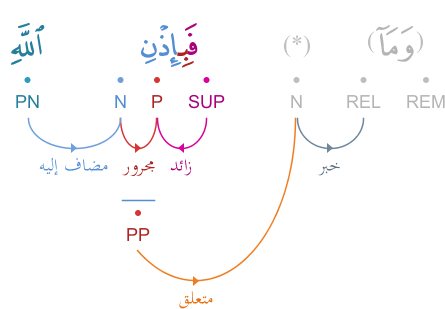 (وَمَآ) (*) فَبِإِذْنِ ٱللَّهِ
REM REL N SUP P N PN
خبر زائد مجرور مضاف إليه
PP
متعلق